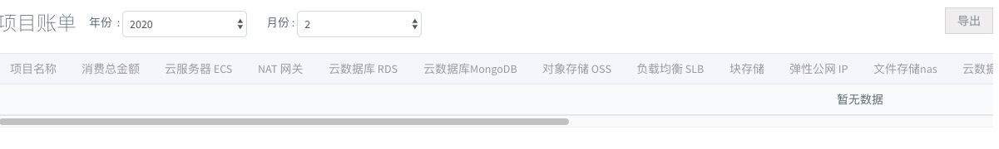 项目账单 年份 : 2020 月份 : 2 导出
项目名称 消费总金额 云服务器 ECS NAT 网关 云数据库 RDS 云数据库MongoDB 对象存储 OSS 负载均衡 SLB 块存储 弹性公网 IP 文件存储nas 云数据
暂无数据